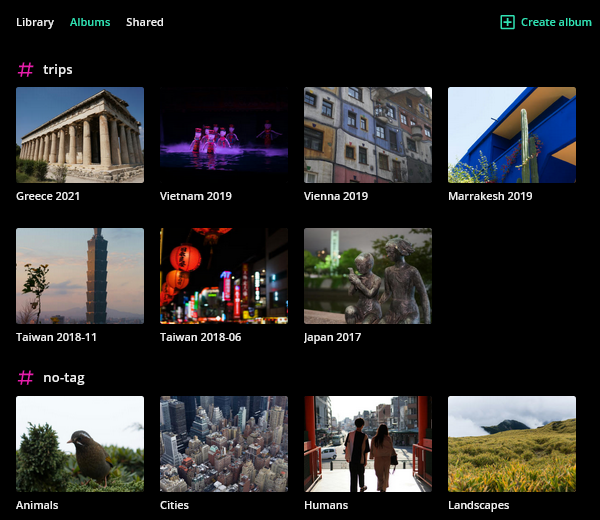 Library Albums Shared Create album
# trips
Greece 2021 Vietnam 2019 Vienna 2019 Marrakesh 2019
Taiwan 2018-11 Taiwan 2018-06 Japan 2017
# no-tag
Animals Cities Humans Landscapes